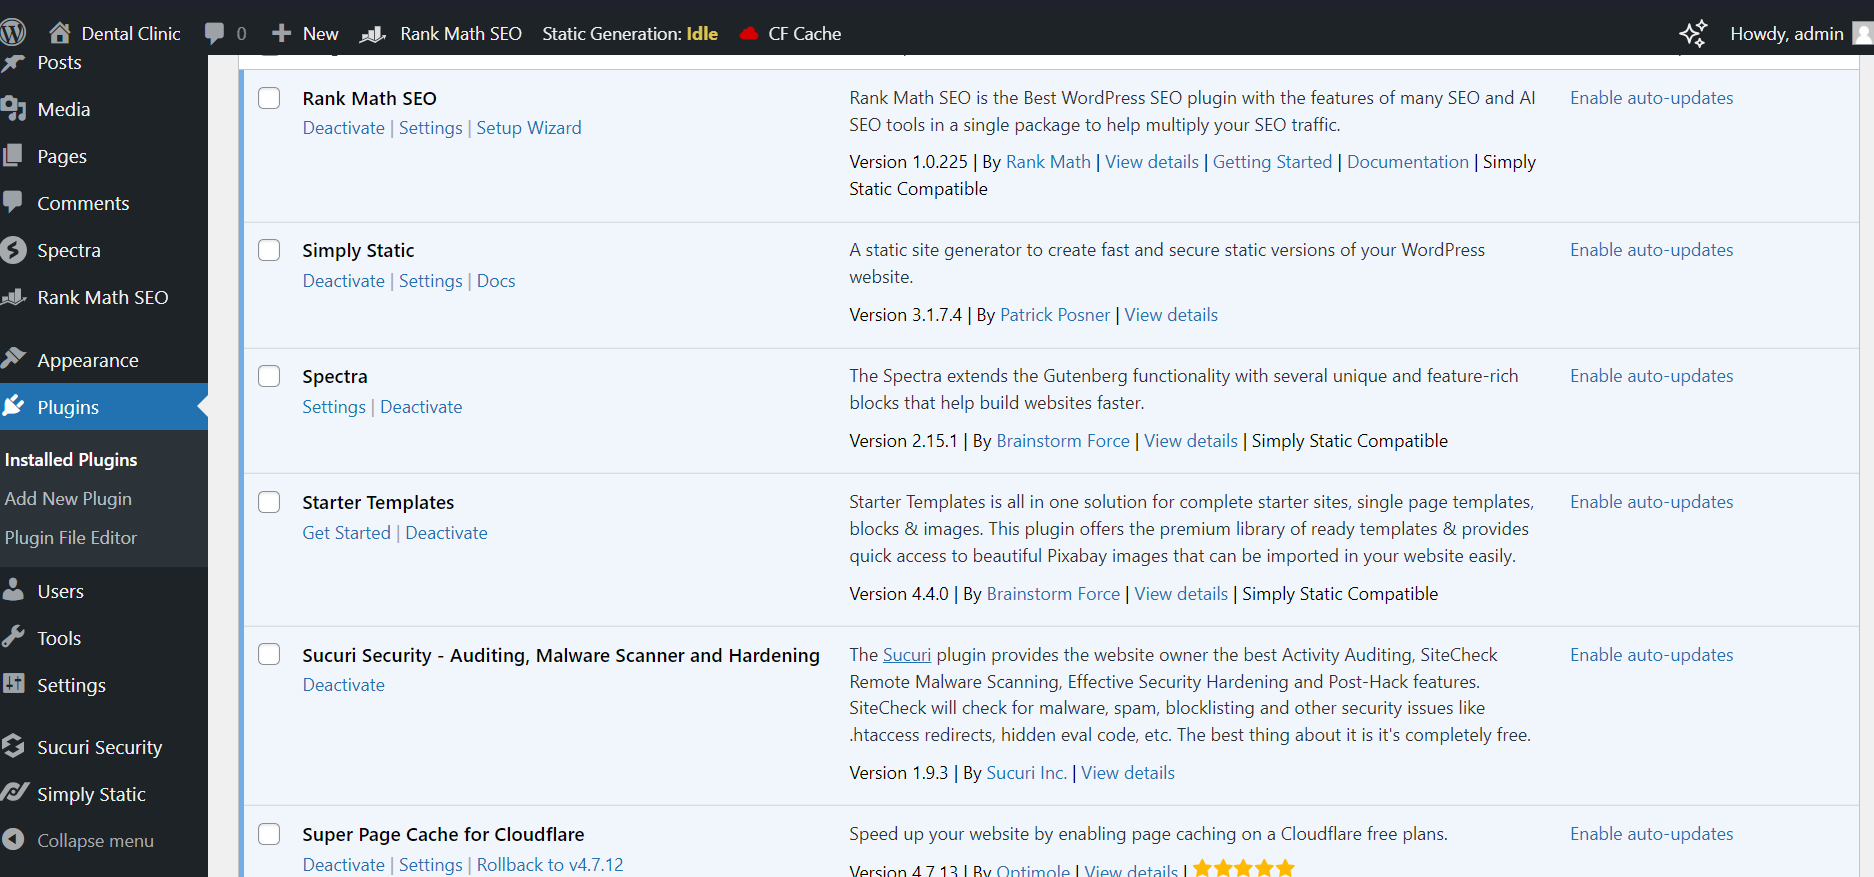 Dental Clinic 0 New Rank Math SEO Static Generation: Idle CF Cache Howdy, admin
Posts
Media
Pages
Comments
Spectra
Rank Math SEO
Appearance
Plugins
Installed Plugins
Add New Plugin
Plugin File Editor
Users
Tools
Settings
Sucuri Security
Simply Static
Collapse menu
Rank Math SEO
Deactivate | Settings | Setup Wizard
Rank Math SEO is the Best WordPress SEO plugin with the features of many SEO and AI
SEO tools in a single package to help multiply your SEO traffic.
Version 1.0.225 | By Rank Math | View details | Getting Started | Documentation | Simply
Static Compatible
Enable auto-updates
Simply Static
Deactivate | Settings | Docs
A static site generator to create fast and secure static versions of your WordPress
website.
Version 3.1.7.4 | By Patrick Posner | View details
Enable auto-updates
Spectra
Settings | Deactivate
The Spectra extends the Gutenberg functionality with several unique and feature-rich
blocks that help build websites faster.
Version 2.15.1 | By Brainstorm Force | View details | Simply Static Compatible
Enable auto-updates
Starter Templates
Get Started | Deactivate
Starter Templates is all in one solution for complete starter sites, single page templates,
blocks & images. This plugin offers the premium library of ready templates & provides
quick access to beautiful Pixabay images that can be imported in your website easily.
Version 4.4.0 | By Brainstorm Force | View details | Simply Static Compatible
Enable auto-updates
Sucuri Security - Auditing, Malware Scanner and Hardening
Deactivate
The Sucuri plugin provides the website owner the best Activity Auditing, SiteCheck
Remote Malware Scanning, Effective Security Hardening and Post-Hack features.
SiteCheck will check for malware, spam, blocklisting and other security issues like
.htaccess redirects, hidden eval code, etc. The best thing about it is it's completely free.
Version 1.9.3 | By Sucuri Inc. | View details
Enable auto-updates
Super Page Cache for Cloudflare
Deactivate | Settings | Rollback to v4.7.12
Speed up your website by enabling page caching on a Cloudflare free plans.
Version 4.7.13 | By Optimole | View details |
Enable auto-updates